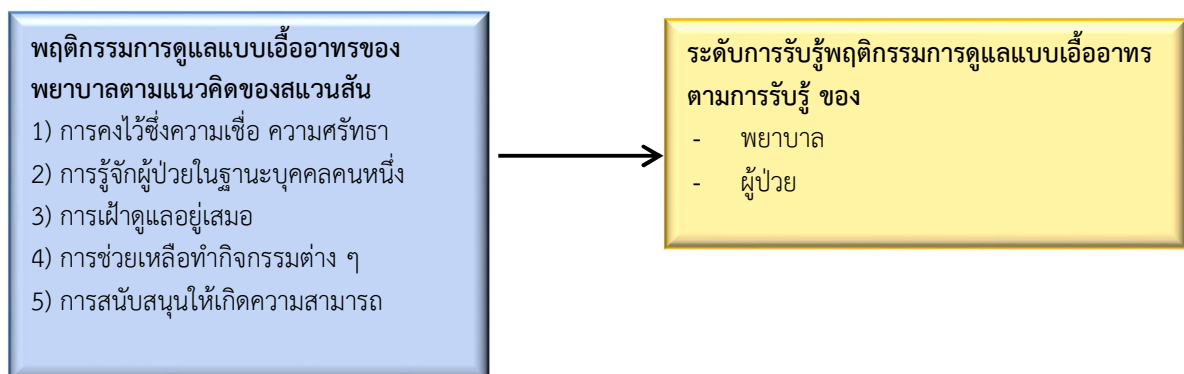 พฤติกรรมการดูแลแบบเอื้ออาทรของ
พยาบาลตามแนวคิดของสแวนสัน
1) การคงไว้ซึ่งความเชื่อ ความศรัทธา
2) การรู้จักผู้ป่วยในฐานะบุคคลคนหนึ่ง
3) การเฝ้าดูแลอยู่เสมอ
4) การช่วยเหลือทำกิจกรรมต่าง ๆ
5) การสนับสนุนให้เกิดความสามารถ
ระดับการรับรู้พฤติกรรมการดูแลแบบเอื้ออาทร
ตามการรับรู้ ของ
- พยาบาล
- ผู้ป่วย